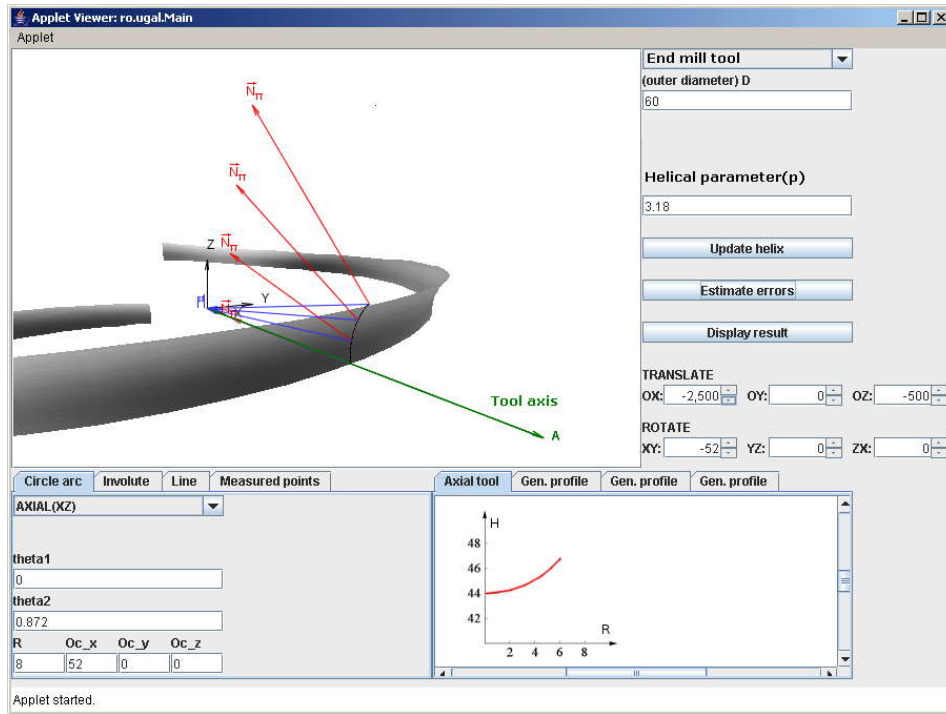 Applet Viewer: ro.ugal.Main
Applet
End mill tool
(outer diameter) D
60
Helical parameter(p)
3.18
Update helix
Estimate errors
Display result
TRANSLATE
OX: -2,500 OY: 0 OZ: -500
ROTATE
XY: -52 YZ: 0 ZX: 0
N⃗π
N⃗π
N⃗π
Z
Y
X
Tool axis
A
Circle arc Involute Line Measured points
AXIAL(XZ)
theta1
0
theta2
0.872
R Oc_x Oc_y Oc_z
8 52 0 0
Axial tool Gen. profile Gen. profile Gen. profile
H
48
46
44
42
R
2 4 6 8
Applet started.